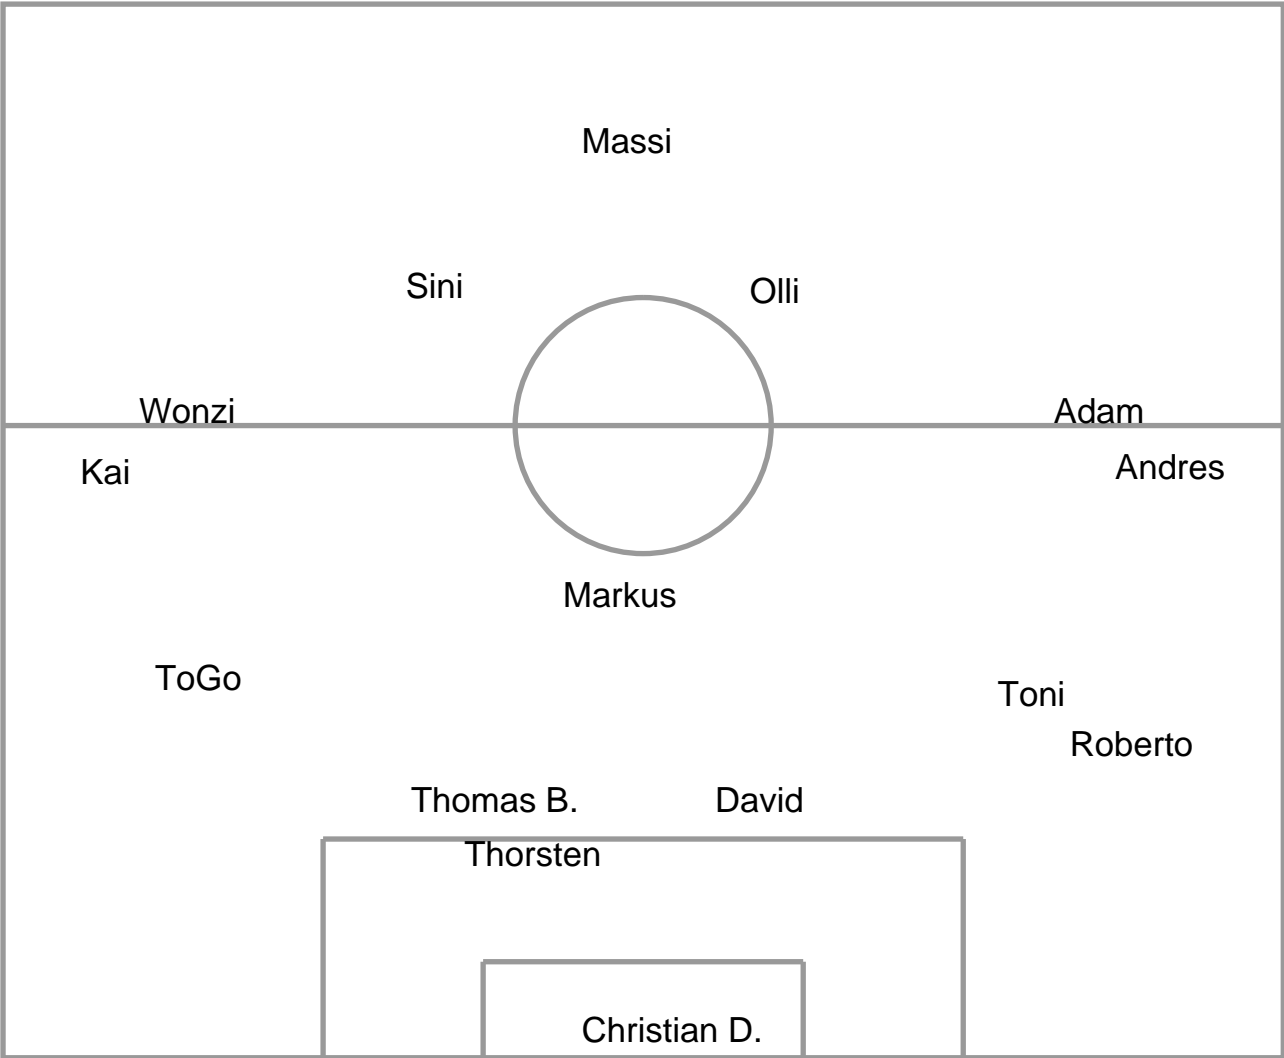 Massi
Sini
Olli
Wonzi
Adam
Kai
Andres
Markus
ToGo
Toni
Roberto
Thomas B.
David
Thorsten
Christian D.